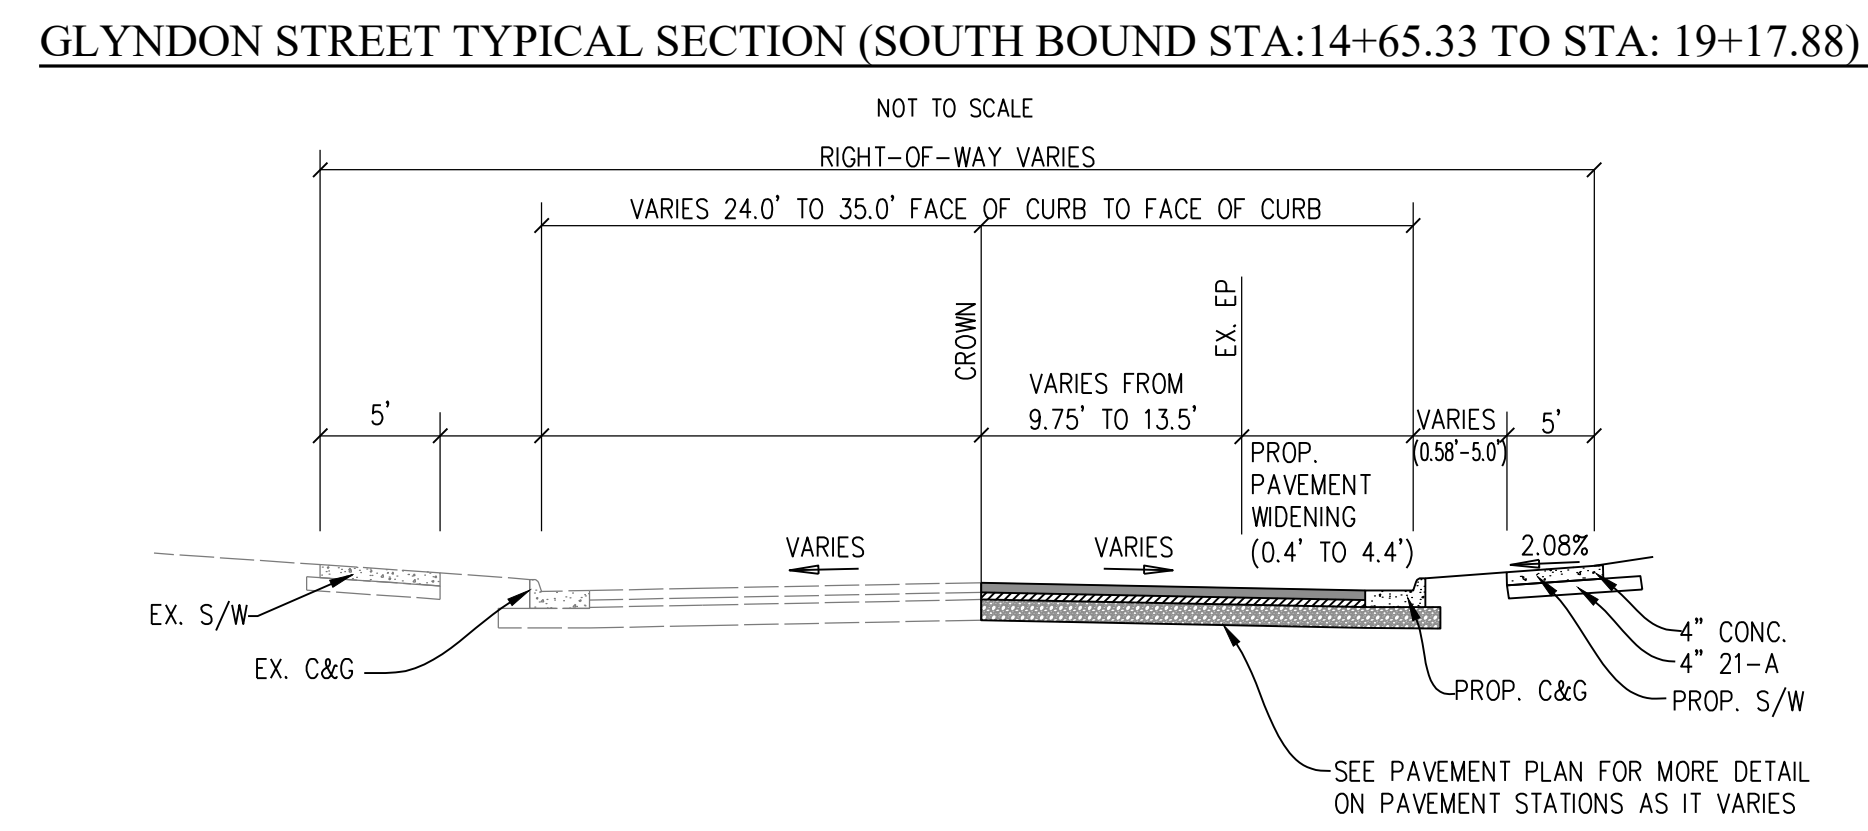 GLYNDON STREET TYPICAL SECTION (SOUTH BOUND STA:14+65.33 TO STA: 19+17.88)
NOT TO SCALE
RIGHT-OF-WAY VARIES
VARIES 24.0' TO 35.0' FACE OF CURB TO FACE OF CURB
CROWN
EX. EP
VARIES FROM
9.75' TO 13.5'
5'
VARIES
(0.58'-5.0')
5'
PROP.
PAVEMENT
WIDENING
(0.4' TO 4.4')
VARIES
VARIES
2.08%
EX. S/W
EX. C&G
4" CONC.
4" 21-A
PROP. S/W
PROP. C&G
SEE PAVEMENT PLAN FOR MORE DETAIL
ON PAVEMENT STATIONS AS IT VARIES